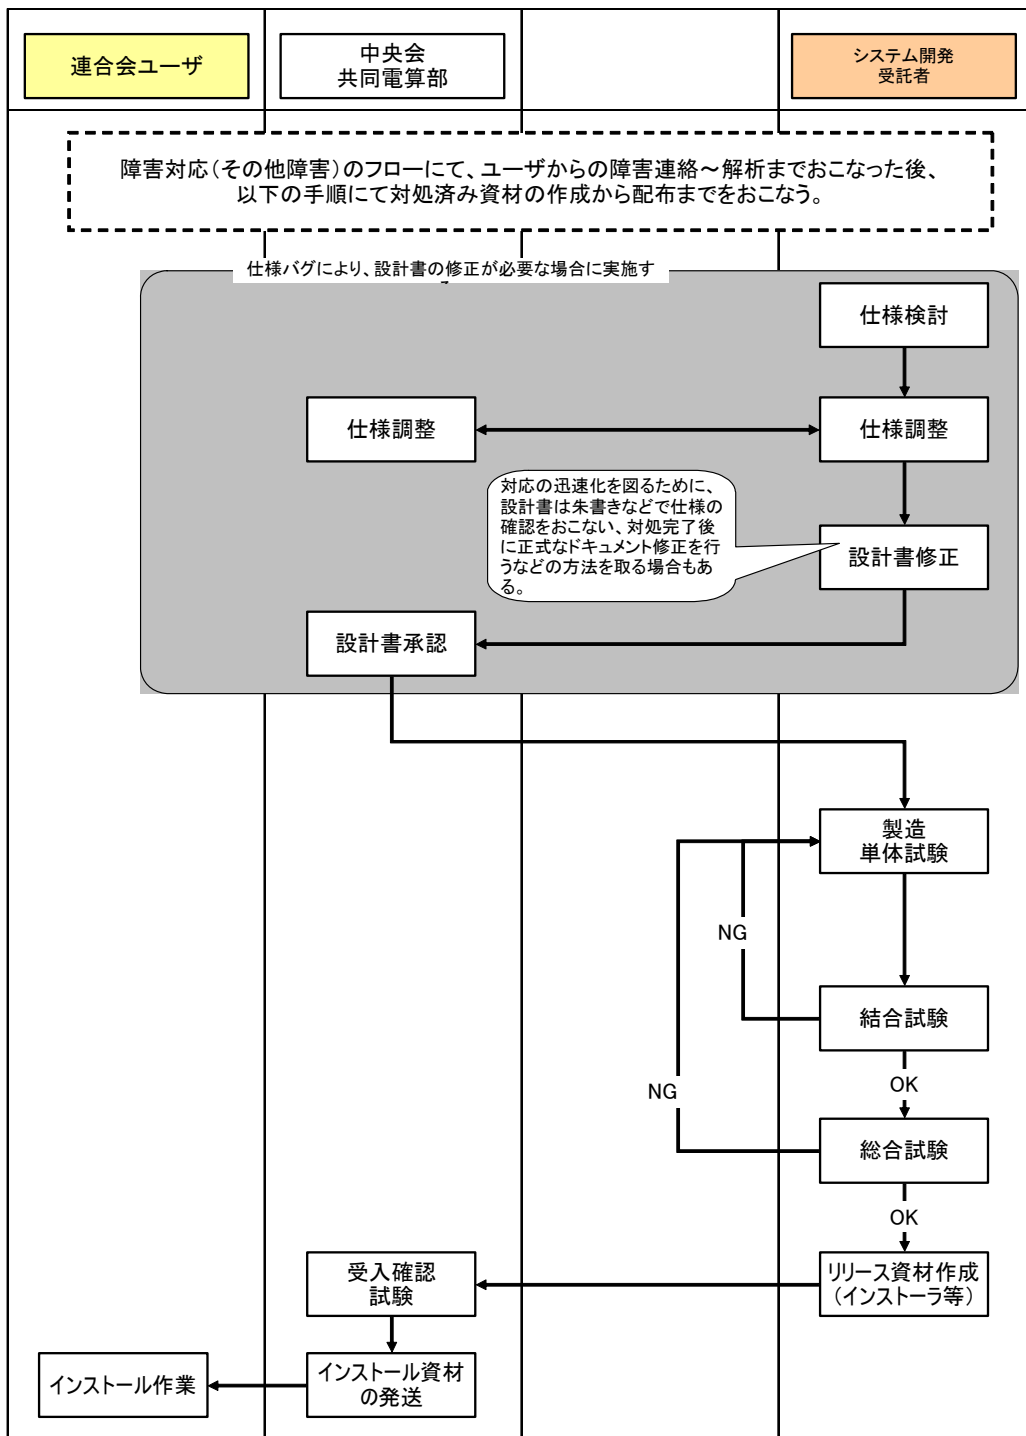 連合会ユーザ
中央会
共同電算部
システム開発
受託者
障害対応(その他障害)のフローにて、ユーザからの障害連絡～解析までおこなった後、
以下の手順にて対処済み資材の作成から配布までをおこなう。
仕様バグにより、設計書の修正が必要な場合に実施す
仕様検討
仕様調整
仕様調整
対応の迅速化を図るために、
設計書は朱書きなどで仕様の
確認をおこない、対処完了後
に正式なドキュメント修正を行
うなどの方法を取る場合もあ
る。
設計書修正
設計書承認
製造
単体試験
NG
結合試験
OK
NG
総合試験
OK
受入確認
試験
リリース資材作成
(インストーラ等)
インストール作業
インストール資材
の発送